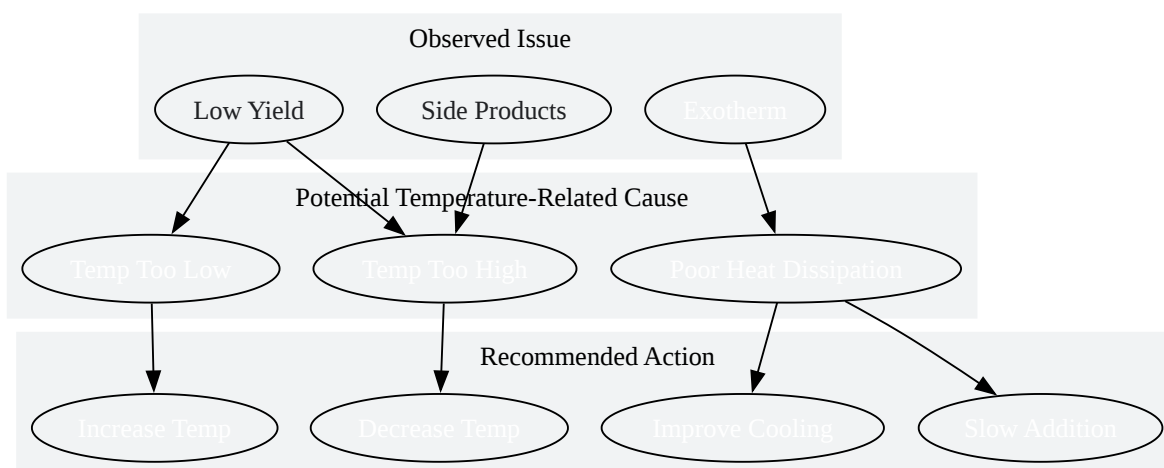 Observed Issue
Low Yield
Side Products
Exotherm
Potential Temperature-Related Cause
Temp Too Low
Temp Too High
Poor Heat Dissipation
Recommended Action
Increase Temp
Decrease Temp
Improve Cooling
Slow Addition